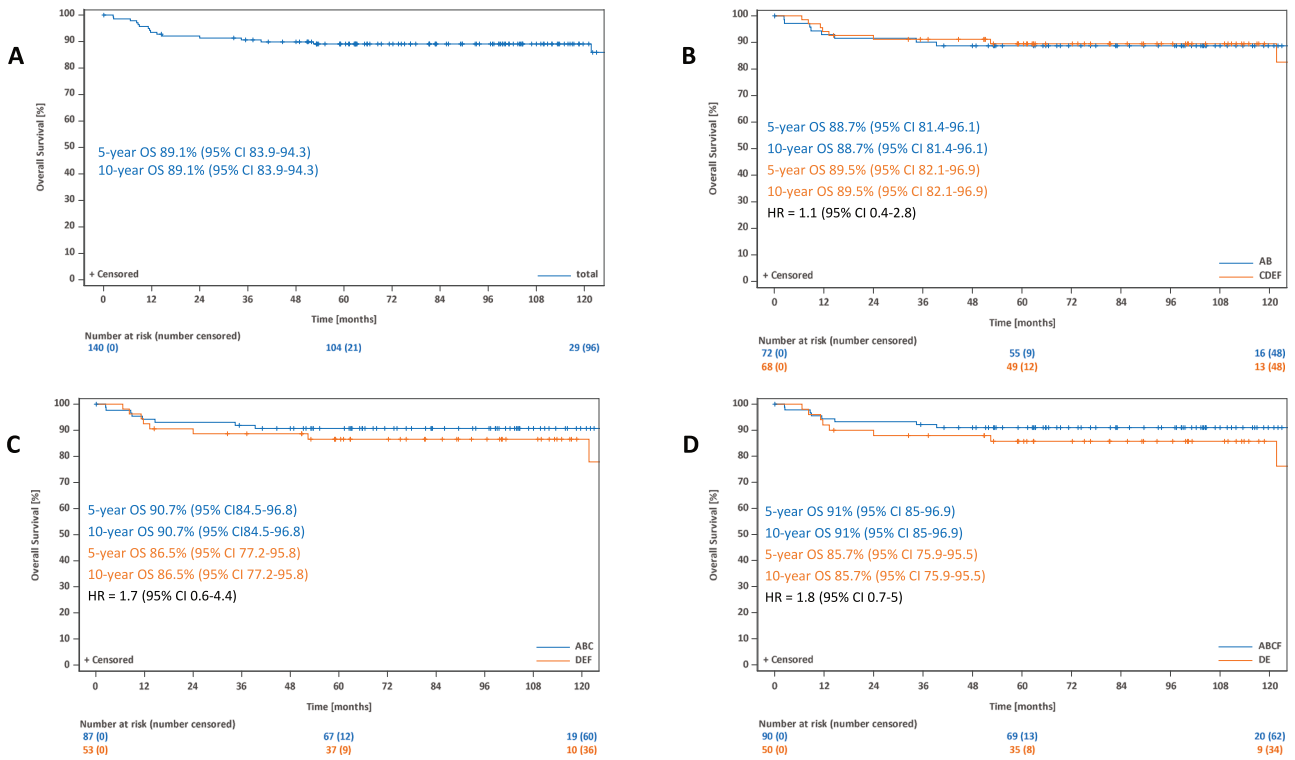 A
Overall Survival [%]
100
90
80
70
60
50
40
30
20
10
0
5-year OS 89.1% (95% CI 83.9-94.3)
10-year OS 89.1% (95% CI 83.9-94.3)
+ Censored
total
0 12 24 36 48 60 72 84 96 108 120
Time [months]
Number at risk (number censored)
140 (0) 104 (21) 29 (96)
B
Overall Survival [%]
100
90
80
70
60
50
40
30
20
10
0
5-year OS 88.7% (95% CI 81.4-96.1)
10-year OS 88.7% (95% CI 81.4-96.1)
5-year OS 89.5% (95% CI 82.1-96.9)
10-year OS 89.5% (95% CI 82.1-96.9)
HR = 1.1 (95% CI 0.4-2.8)
AB
+ Censored
CDEF
0 12 24 36 48 60 72 84 96 108 120
Time [months]
Number at risk (number censored)
72 (0) 55 (9) 16 (48)
68 (0) 49 (12) 13 (48)
C
Overall Survival [%]
100
90
80
70
60
50
40
30
20
10
0
5-year OS 90.7% (95% CI84.5-96.8)
10-year OS 90.7% (95% CI84.5-96.8)
5-year OS 86.5% (95% CI 77.2-95.8)
10-year OS 86.5% (95% CI 77.2-95.8)
HR = 1.7 (95% CI 0.6-4.4)
ABC
+ Censored
DEF
0 12 24 36 48 60 72 84 96 108 120
Time [months]
Number at risk (number censored)
87 (0) 67 (12) 19 (60)
53 (0) 37 (9) 10 (36)
D
Overall Survival [%]
100
90
80
70
60
50
40
30
20
10
0
5-year OS 91% (95% CI 85-96.9)
10-year OS 91% (95% CI 85-96.9)
5-year OS 85.7% (95% CI 75.9-95.5)
10-year OS 85.7% (95% CI 75.9-95.5)
HR = 1.8 (95% CI 0.7-5)
ABCF
+ Censored
DE
0 12 24 36 48 60 72 84 96 108 120
Time [months]
Number at risk (number censored)
90 (0) 69 (13) 20 (62)
50 (0) 35 (8) 9 (34)